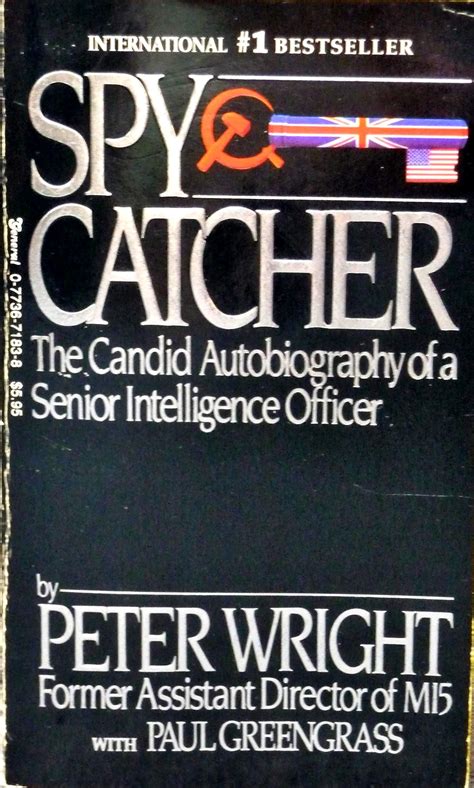 INTERNATIONAL #1 BESTSELLER
SPY
CATCHER
The Candid Autobiography of a
Senior Intelligence Officer
by
PETER WRIGHT
Former Assistant Director of MI5
WITH PAUL GREENGRASS
General 0-7736-7183-8 $5.95